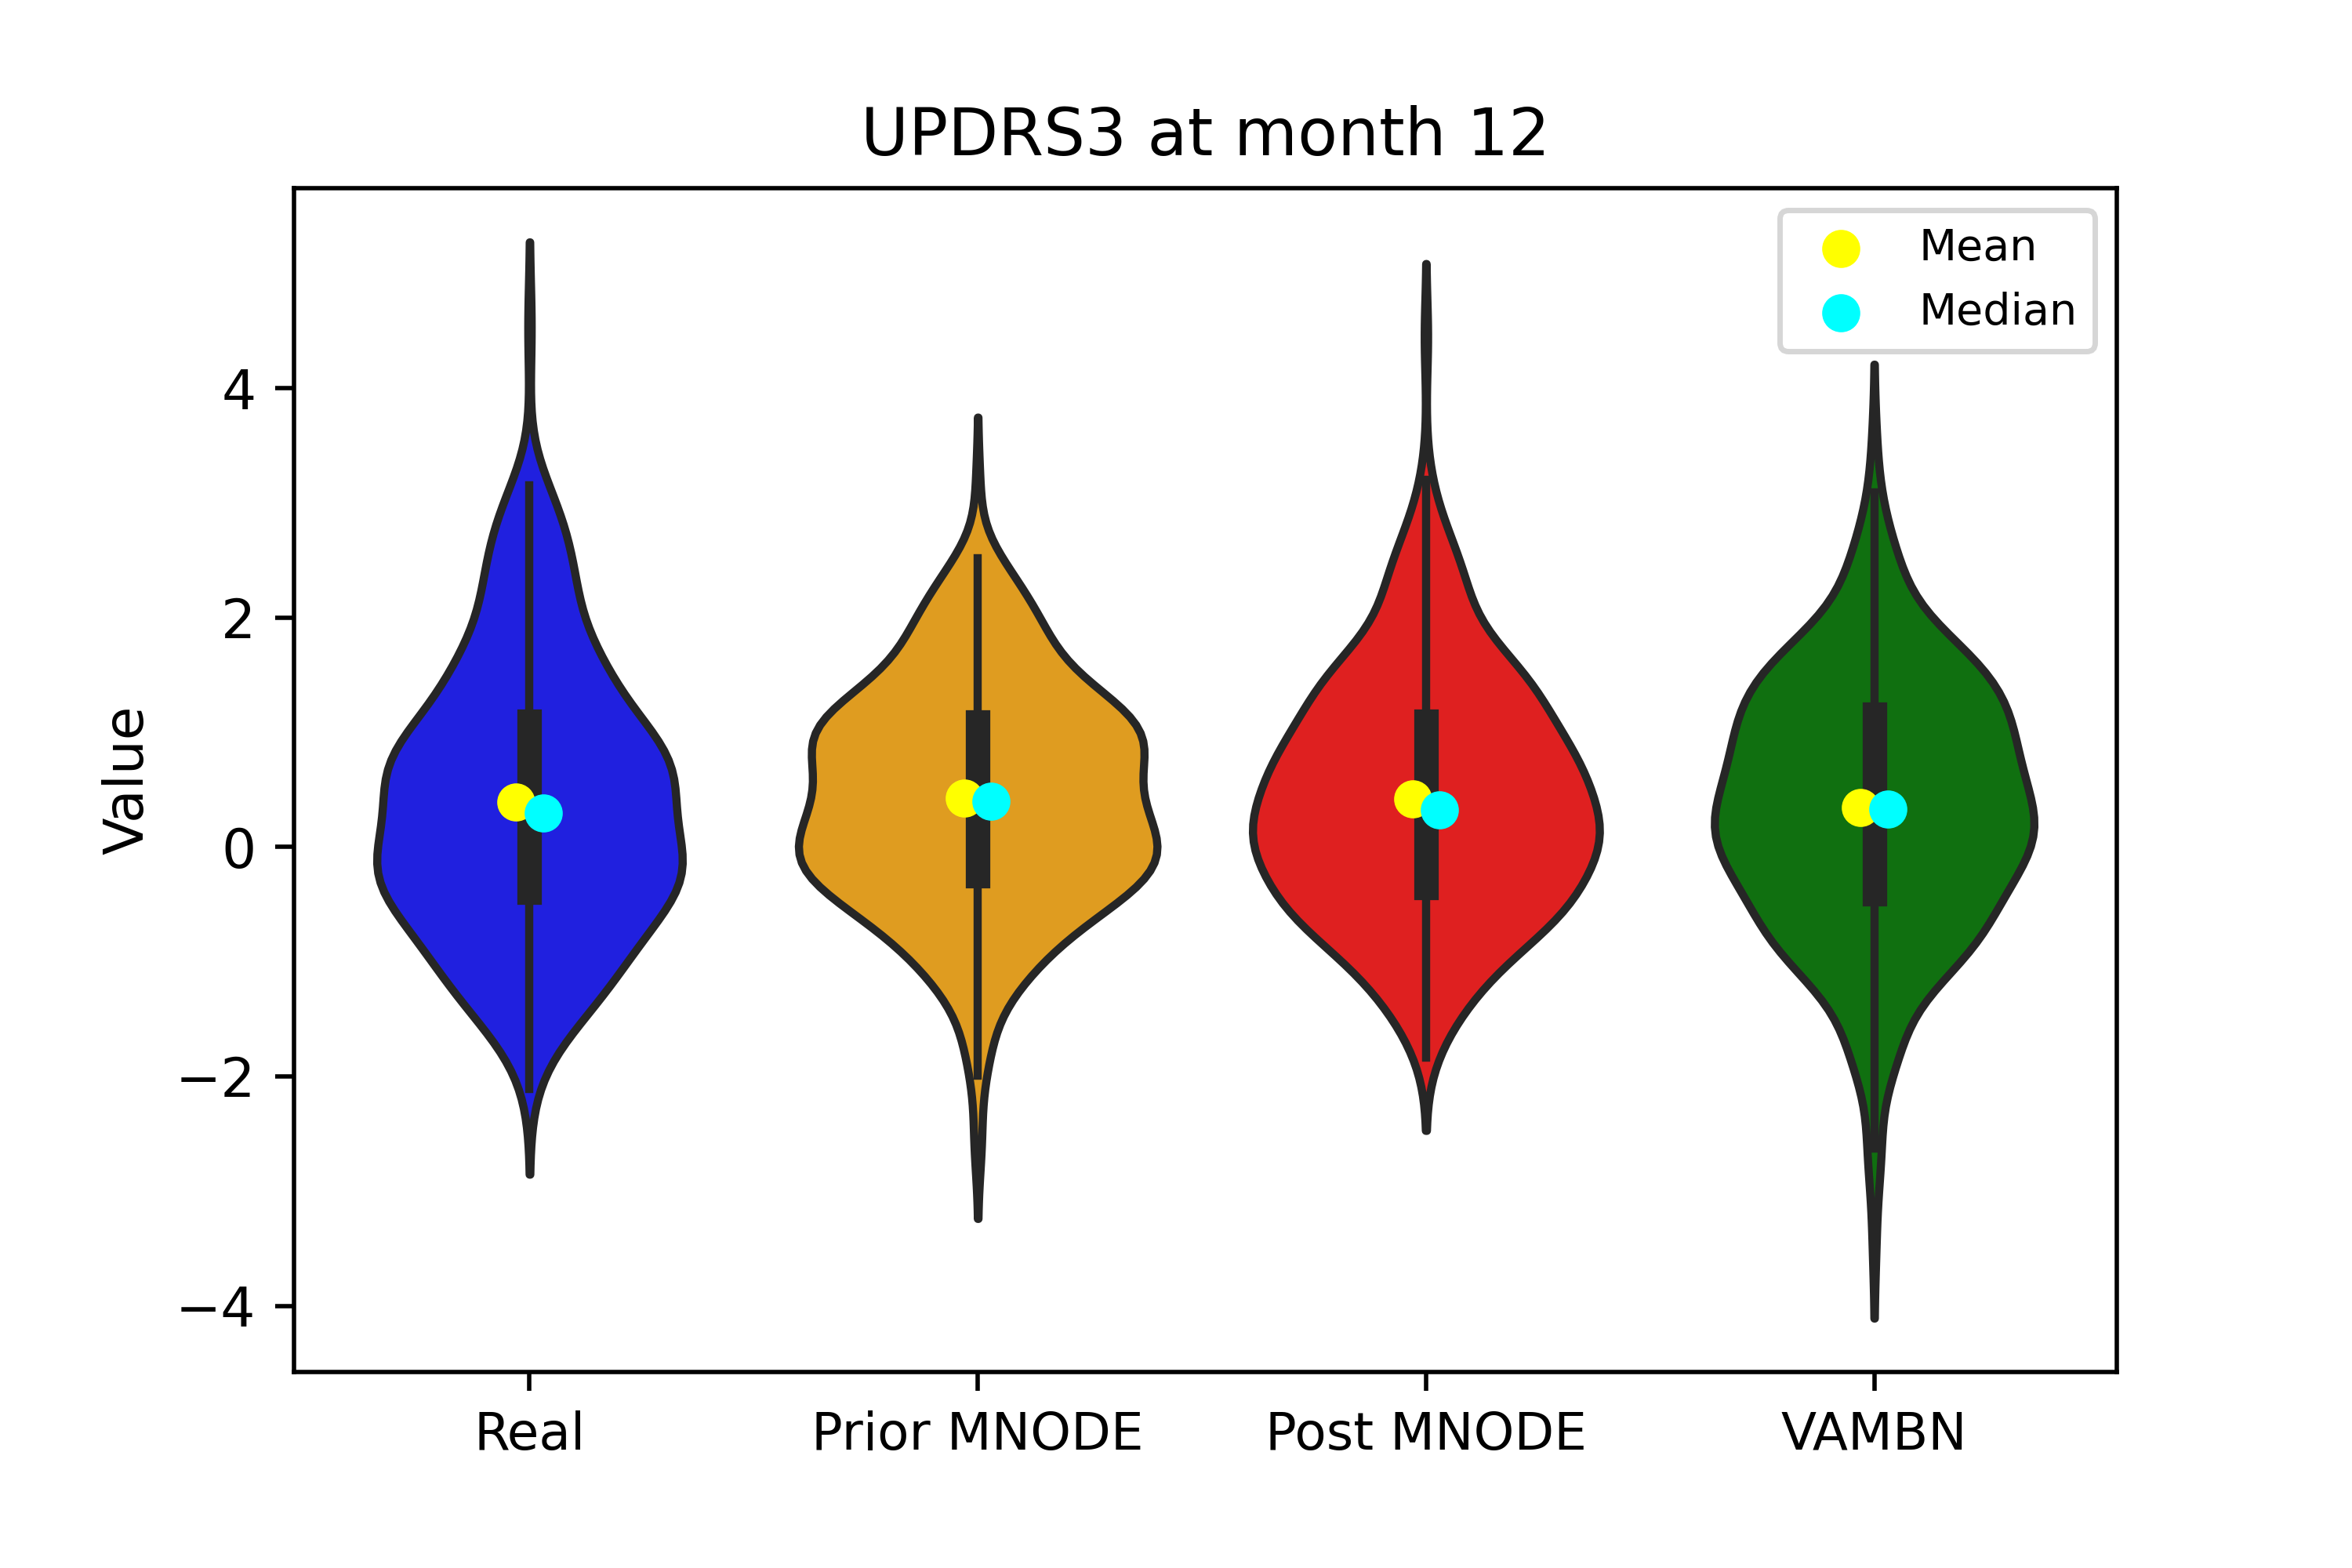 UPDRS3 at month 12
Mean
Median
Value
4
2
0
−2
−4
Real
Prior MNODE
Post MNODE
VAMBN